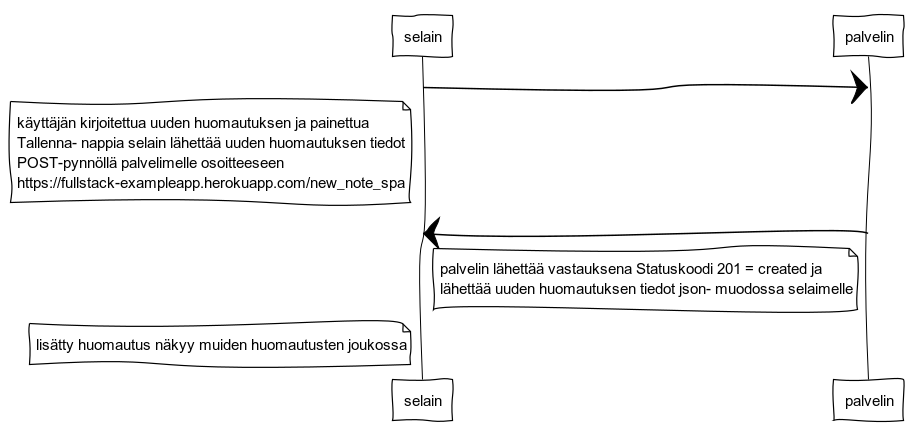 selain
palvelin
käyttäjän kirjoitettua uuden huomautuksen ja painettua
Tallenna- nappia selain lähettää uuden huomautuksen tiedot
POST-pynnöllä palvelimelle osoitteeseen
https://fullstack-exampleapp.herokuapp.com/new_note_spa
palvelin lähettää vastauksena Statuskoodi 201 = created ja
lähettää uuden huomautuksen tiedot json- muodossa selaimelle
lisätty huomautus näkyy muiden huomautusten joukossa
selain
palvelin